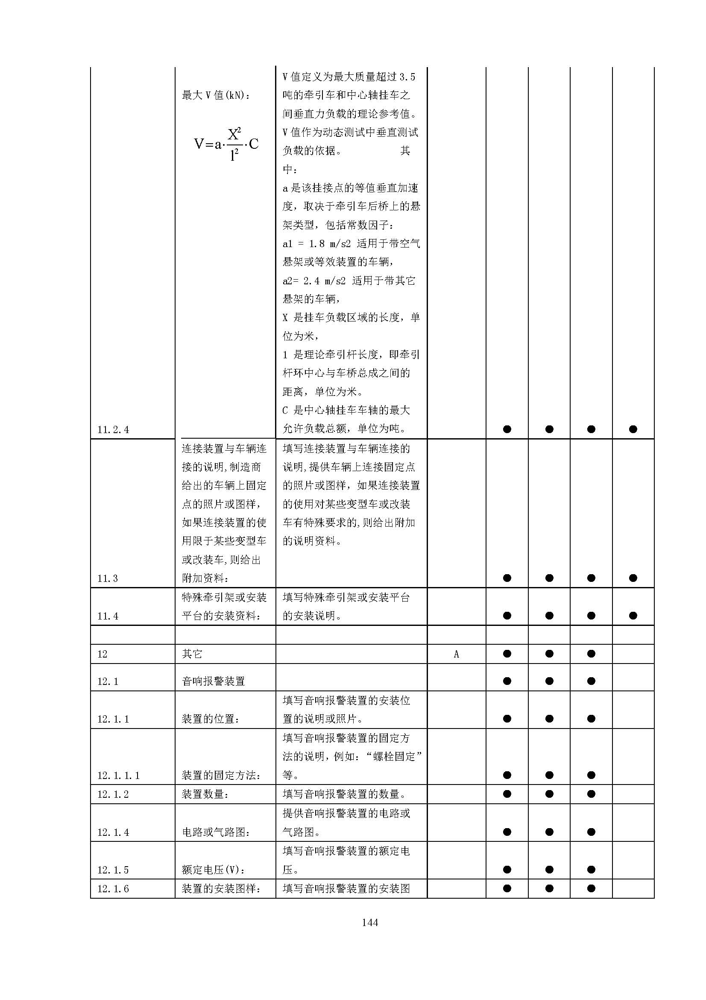 最大 V 值(kN):
V=a·X²/l²·C
V 值定义为最大质量超过 3.5
吨的牵引车和中心轴挂车之
间垂直力负载的理论参考值。
V 值作为动态测试中垂直测试
负载的依据。 其
中:
a 是该挂接点的等值垂直加速
度，取决于牵引车后桥上的悬
架类型，包括常数因子:
a1 = 1.8 m/s2 适用于带空气
悬架或等效装置的车辆，
a2= 2.4 m/s2 适用于带其它
悬架的车辆，
X 是挂车负载区域的长度，单
位为米，
l 是理论牵引杆长度，即牵引
杆环中心与车桥总成之间的
距离，单位为米。
C 是中心轴挂车车轴的最大
允许负载总额，单位为吨。
11.2.4 ● ● ● ●
连接装置与车辆连
接的说明,制造商
给出的车辆上固定
点的照片或图样，
如果连接装置的使
用限于某些变型车
或改装车,则给出
附加资料:
填写连接装置与车辆连接的
说明,提供车辆上连接固定点
的照片或图样，如果连接装置
的使用对某些变型车或改装
车有特殊要求的,则给出附加
的说明资料。
11.3 ● ● ● ●
特殊牵引架或安装
平台的安装资料:
填写特殊牵引架或安装平台
的安装说明。
11.4 ● ● ● ●
12 其它 A ● ● ●
12.1 音响报警装置 ● ● ●
填写音响报警装置的安装位
12.1.1 装置的位置: 置的说明或照片。 ● ● ●
填写音响报警装置的固定方
法的说明，例如: “螺栓固定”
12.1.1.1 装置的固定方法: 等。 ● ● ●
12.1.2 装置数量: 填写音响报警装置的数量。 ● ● ●
提供音响报警装置的电路或
12.1.4 电路或气路图: 气路图。 ● ● ●
填写音响报警装置的额定电
12.1.5 额定电压(V): 压。 ● ● ●
12.1.6 装置的安装图样: 填写音响报警装置的安装图 ● ● ●
144